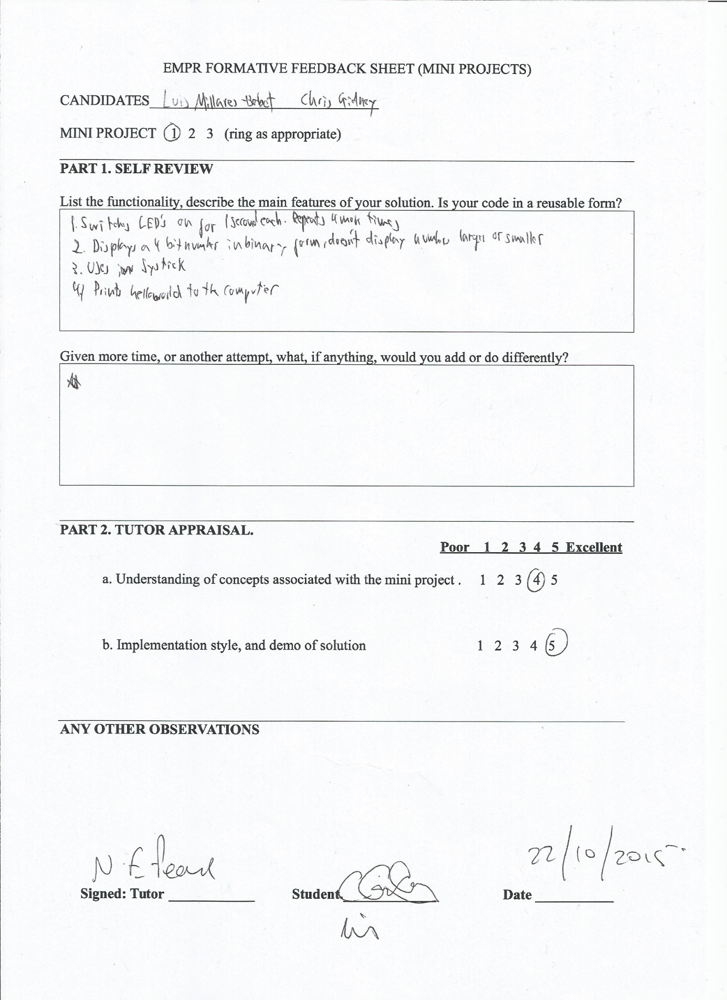 EMPR FORMATIVE FEEDBACK SHEET (MINI PROJECTS)
CANDIDATES Luis Millares Chris Gidney
MINI PROJECT 1 2 3 (ring as appropriate)
PART 1. SELF REVIEW
List the functionality, describe the main features of your solution. Is your code in a reusable form?
1. Switches LED's on for 1 second each. Repeats 4 more times
2. Displays a 4 bit number in binary form, doesn't display number larger or smaller
3. Uses Systick
4) Prints helloworld to the computer
Given more time, or another attempt, what, if anything, would you add or do differently?
PART 2. TUTOR APPRAISAL.
Poor 1 2 3 4 5 Excellent
a. Understanding of concepts associated with the mini project . 1 2 3 4 5
b. Implementation style, and demo of solution 1 2 3 4 5
ANY OTHER OBSERVATIONS
22/10/2015
Signed: Tutor Student Date